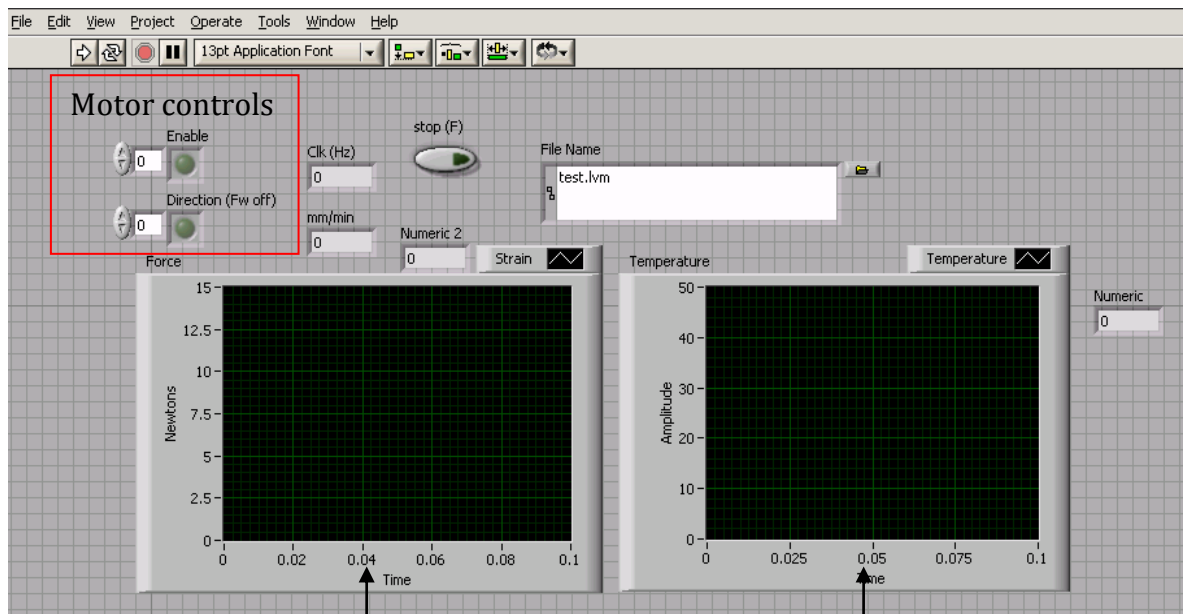 File Edit View Project Operate Tools Window Help
13pt Application Font
Motor controls
Enable
0
Direction (Fw off)
0
Clk (Hz)
0
mm/min
0
stop (F)
File Name
test.lvm
Numeric 2
0
Force
Strain
15
12.5
10
7.5
5
2.5
0
Newtons
0 0.02 0.04 0.06 0.08 0.1
Time
Temperature
Temperature
50
40
30
20
10
0
Amplitude
0 0.025 0.05 0.075 0.1
Time
Numeric
0